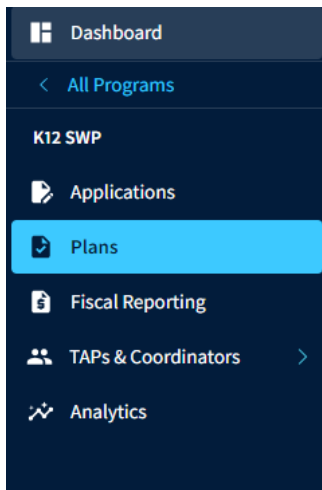 Dashboard
All Programs
K12 SWP
Applications
Plans
Fiscal Reporting
TAPs & Coordinators
Analytics